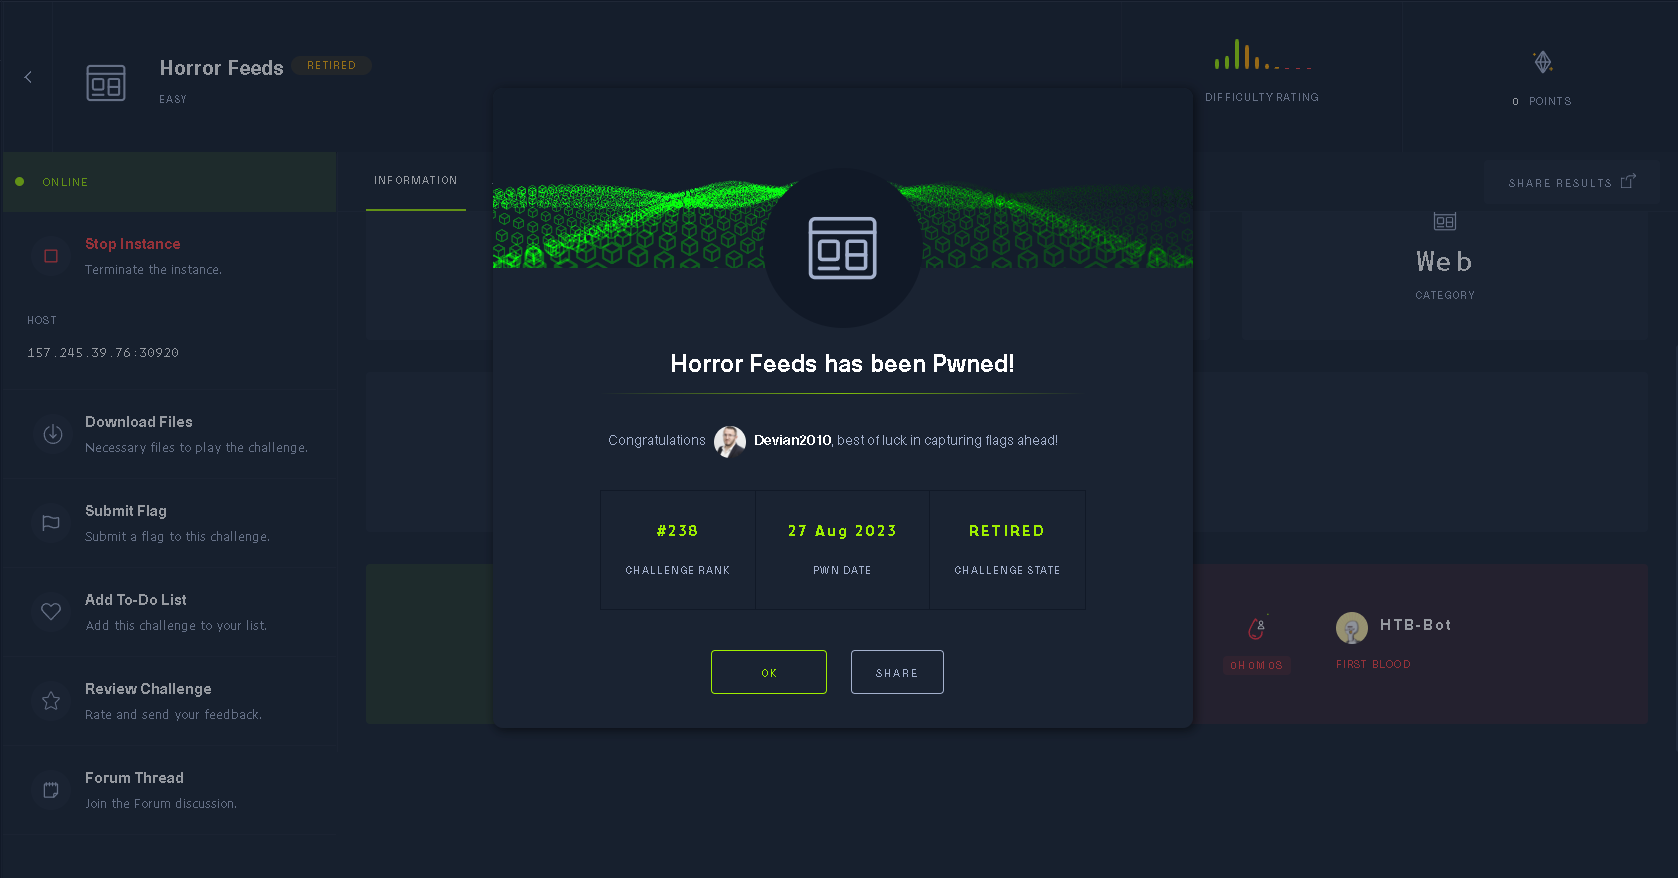 Horror Feeds RETIRED
EASY
DIFFICULTY RATING
0 POINTS
ONLINE
INFORMATION
SHARE RESULTS
Stop Instance
Terminate the instance.
HOST
157.245.39.76:30920
Download Files
Necessary files to play the challenge.
Submit Flag
Submit a flag to this challenge.
Add To-Do List
Add this challenge to your list.
Review Challenge
Rate and send your feedback.
Forum Thread
Join the Forum discussion.
Web
CATEGORY
Horror Feeds has been Pwned!
Congratulations Devian2010, best of luck in capturing flags ahead!
#238
CHALLENGE RANK
27 Aug 2023
PWN DATE
RETIRED
CHALLENGE STATE
OK
SHARE
0H0M0S
HTB-Bot
FIRST BLOOD